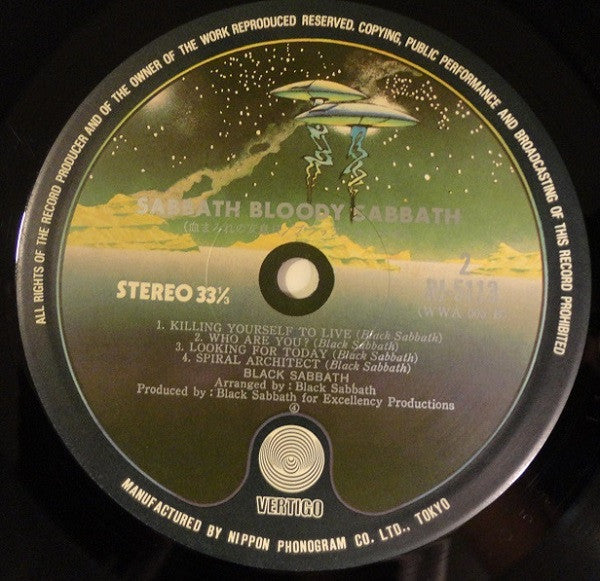 ALL RIGHTS OF THE RECORD PRODUCER AND OF THE OWNER OF THE WORK REPRODUCED RESERVED. COPYING, PUBLIC PERFORMANCE AND BROADCASTING OF THIS RECORD PROHIBITED
SABBATH BLOODY SABBATH
STEREO 33⅓
2
RJ-5113
1. KILLING YOURSELF TO LIVE (Black Sabbath)
2. WHO ARE YOU? (Black Sabbath)
3. LOOKING FOR TODAY (Black Sabbath)
4. SPIRAL ARCHITECT (Black Sabbath)
BLACK SABBATH
Arranged by : Black Sabbath
Produced by : Black Sabbath for Excellency Productions
④
VERTIGO
MANUFACTURED BY NIPPON PHONOGRAM CO. LTD., TOKYO